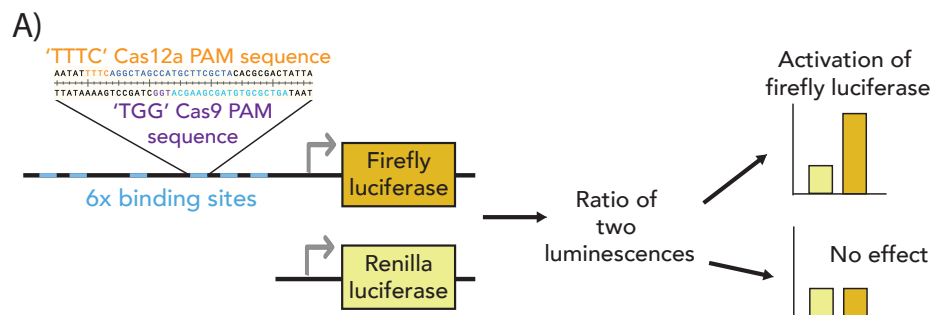 A)
'TTTC' Cas12a PAM sequence
AATATTTTCAGGCTAGCCATGCTTCGCTACACGCGACTATTA
TTATAAAAGTCCGATCGGTACGAAGCGATGTGCGCTGATAAT
'TGG' Cas9 PAM
sequence
6x binding sites
Firefly
luciferase
Renilla
luciferase
Ratio of
two
luminescences
Activation of
firefly luciferase
No effect